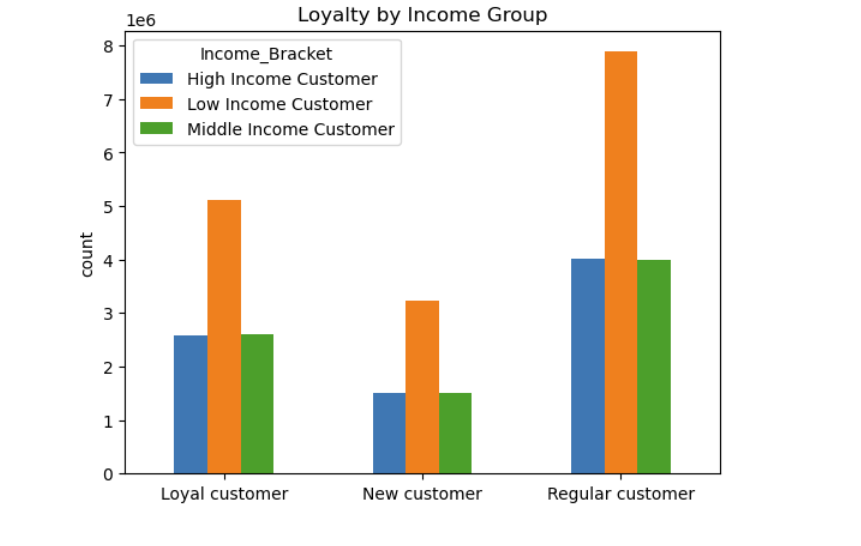 Loyalty by Income Group
1e6
Income_Bracket
High Income Customer
Low Income Customer
Middle Income Customer
8
7
6
5
4
3
2
1
0
count
Loyal customer New customer Regular customer